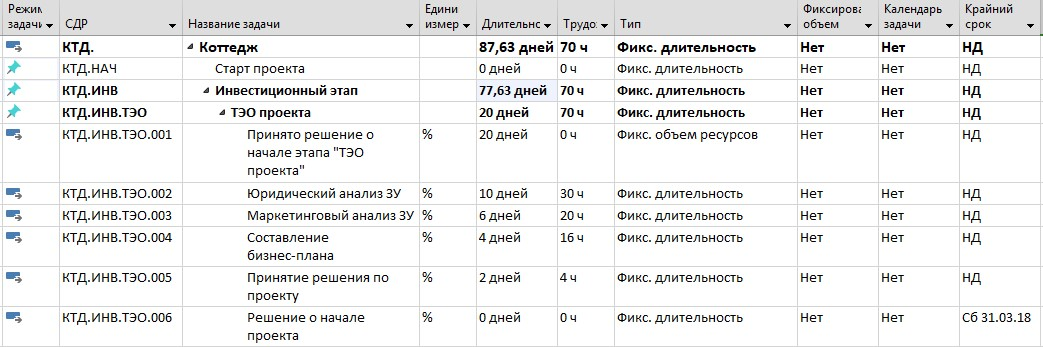 Режим задачи СДР Название задачи Едини измер Длительно Трудоз Тип Фиксирова объем Календарь задачи Крайний срок
КТД. Коттедж 87,63 дней 70 ч Фикс. длительность Нет Нет НД
КТД.НАЧ Старт проекта 0 дней 0 ч Фикс. длительность Нет Нет НД
КТД.ИНВ Инвестиционный этап 77,63 дней 70 ч Фикс. длительность Нет Нет НД
КТД.ИНВ.ТЭО ТЭО проекта 20 дней 70 ч Фикс. длительность Нет Нет НД
КТД.ИНВ.ТЭО.001 Принято решение о % 20 дней 0 ч Фикс. объем ресурсов Нет Нет НД
начале этапа "ТЭО
проекта"
КТД.ИНВ.ТЭО.002 Юридический анализ ЗУ % 10 дней 30 ч Фикс. длительность Нет Нет НД
КТД.ИНВ.ТЭО.003 Маркетинговый анализ ЗУ % 6 дней 20 ч Фикс. длительность Нет Нет НД
КТД.ИНВ.ТЭО.004 Составление % 4 дней 16 ч Фикс. длительность Нет Нет НД
бизнес-плана
КТД.ИНВ.ТЭО.005 Принятие решения по % 2 дней 4 ч Фикс. длительность Нет Нет НД
проекту
КТД.ИНВ.ТЭО.006 Решение о начале % 0 дней 0 ч Фикс. длительность Нет Нет Сб 31.03.18
проекта